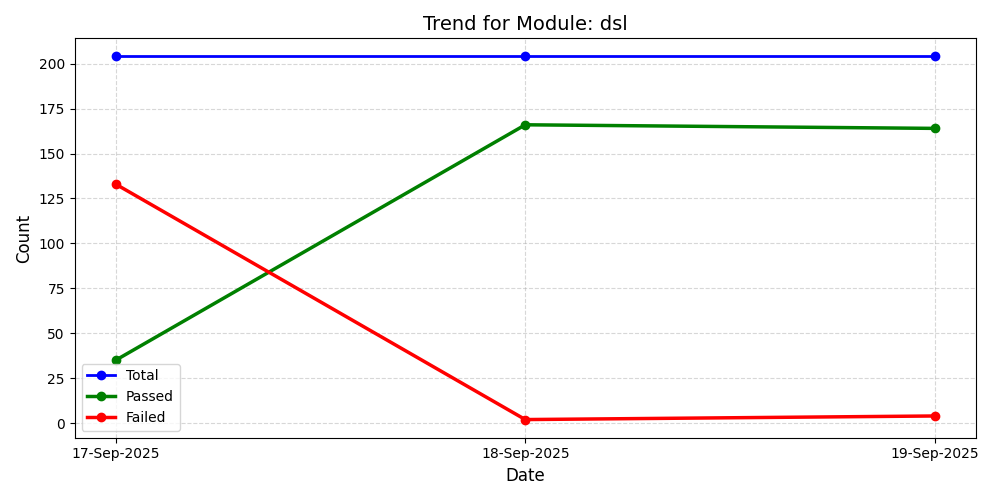 Trend for Module: dsl
200
175
150
125
100
75
50
25
0
Count
Total
Passed
Failed
17-Sep-2025 18-Sep-2025 19-Sep-2025
Date